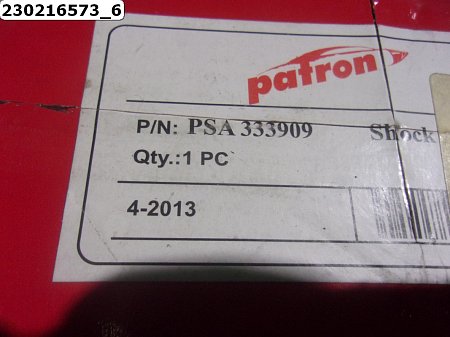 230216573_6
patron
P/N: PSA 333909 Shock
Qty.:1 PC
4-2013